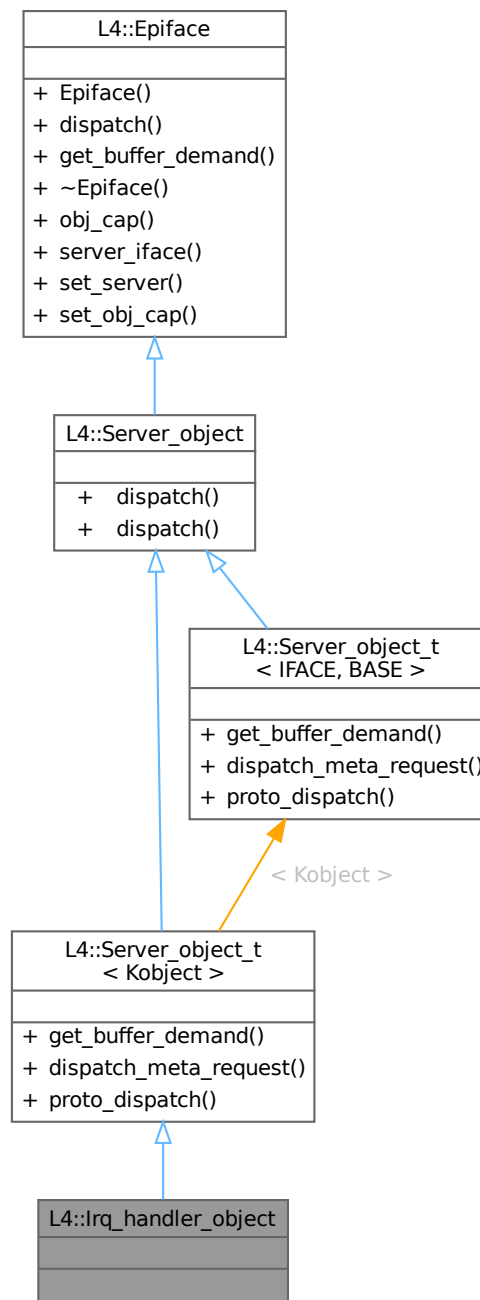 L4::Epiface
+ Epiface()
+ dispatch()
+ get_buffer_demand()
+ ~Epiface()
+ obj_cap()
+ server_iface()
+ set_server()
+ set_obj_cap()
L4::Server_object
+ dispatch()
+ dispatch()
L4::Server_object_t
< IFACE, BASE >
+ get_buffer_demand()
+ dispatch_meta_request()
+ proto_dispatch()
< Kobject >
L4::Server_object_t
< Kobject >
+ get_buffer_demand()
+ dispatch_meta_request()
+ proto_dispatch()
L4::Irq_handler_object